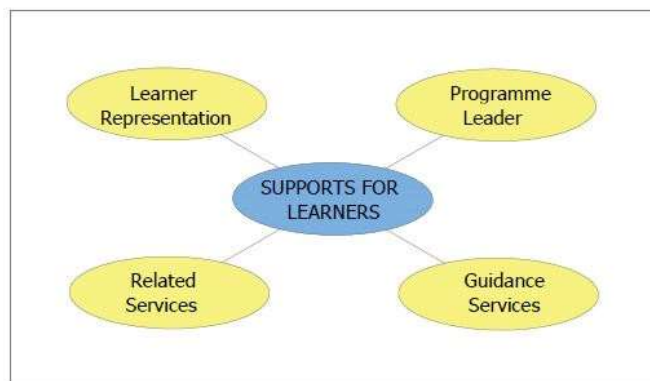 Learner
Representation
Programme
Leader
SUPPORTS FOR
LEARNERS
Related
Services
Guidance
Services